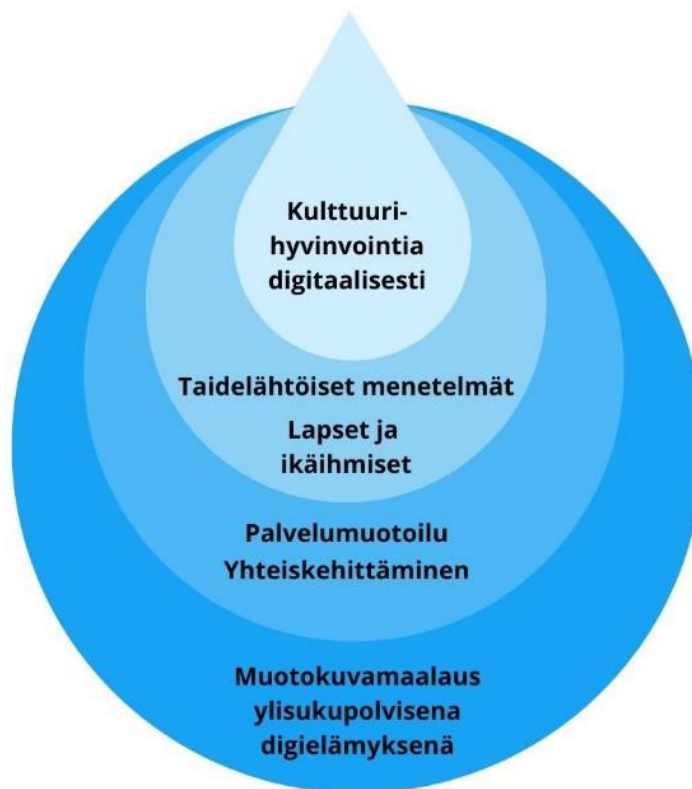 Kulttuuri-
hyvinvointia
digitaalisesti
Taidelähtöiset menetelmät
Lapset ja
ikäihmiset
Palvelumuotoilu
Yhteiskehittäminen
Muotokuvamaalaus
ylisukupolvisena
digielämyksenä